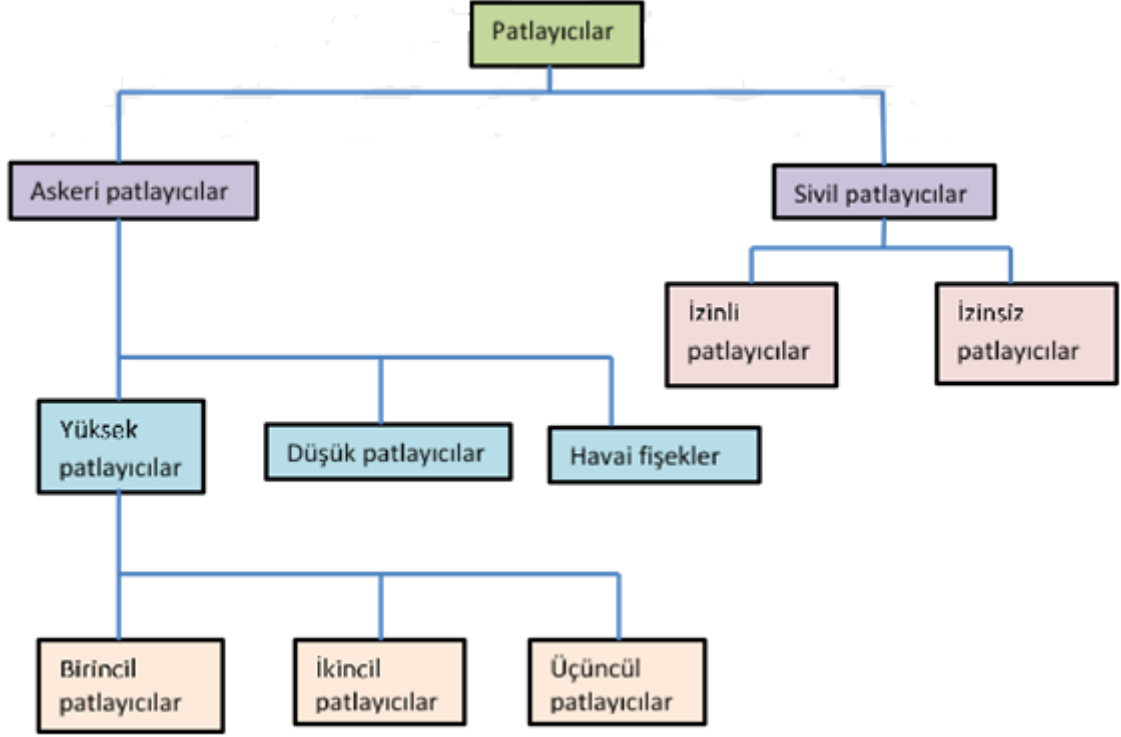 Patlayıcılar
Askeri patlayıcılar
Sivil patlayıcılar
İzinli
patlayıcılar
İzinsiz
patlayıcılar
Yüksek
patlayıcılar
Düşük patlayıcılar
Havai fişekler
Birincil
patlayıcılar
İkincil
patlayıcılar
Üçüncül
patlayıcılar